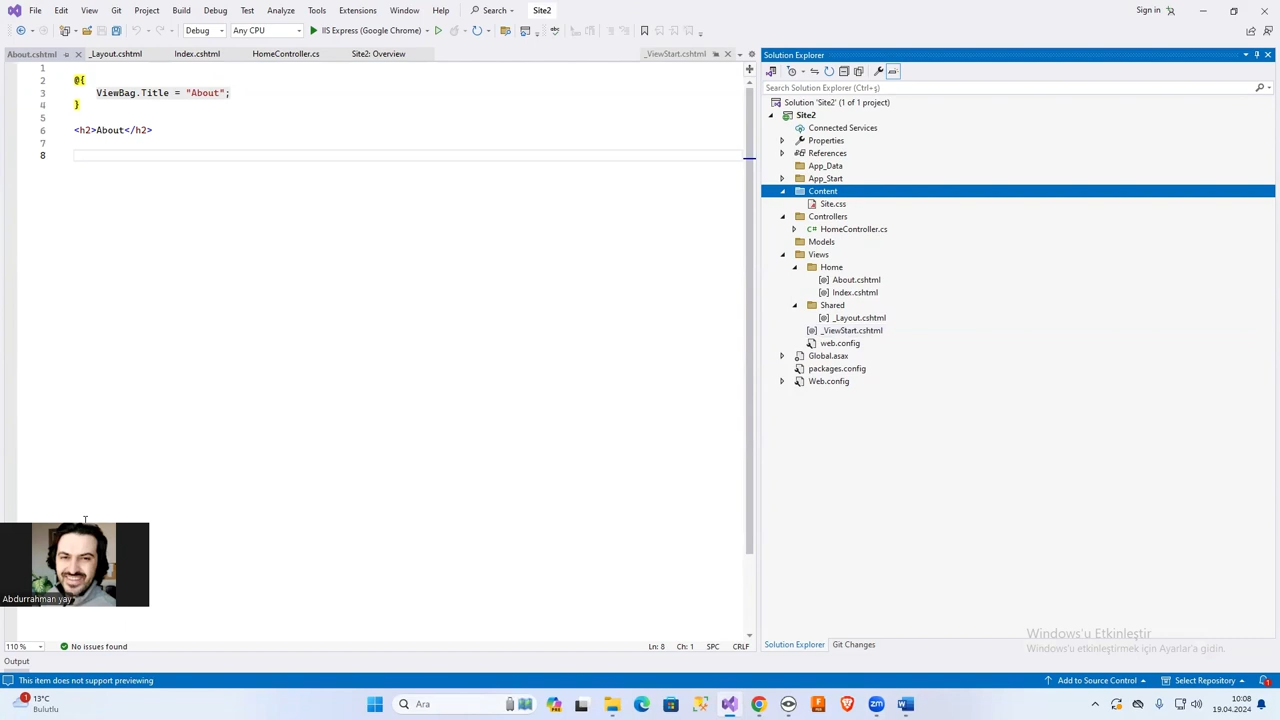 File Edit View Git Project Build Debug Test Analyze Tools Extensions Window Help Search Site2 Sign in
Debug Any CPU IIS Express (Google Chrome)
About.cshtml Layout.cshtml Index.cshtml HomeController.cs Site2: Overview _ViewStart.cshtml
1
2 @{
3 ViewBag.Title = "About";
4 }
5
6 <h2>About</h2>
7
8
Solution Explorer
Search Solution Explorer (Ctrl+ş)
Solution 'Site2' (1 of 1 project)
Site2
Connected Services
Properties
References
App_Data
App_Start
Content
Site.css
Controllers
C# HomeController.cs
Models
Views
Home
[@] About.cshtml
[@] Index.cshtml
Shared
[@] _Layout.cshtml
[@] _ViewStart.cshtml
web.config
Global.asax
packages.config
Web.config
Abdurrahman yay
Windows'u Etkinleştir
Windows'u etkinleştirmek için Ayarlar'a gidin.
110 % No issues found Ln: 8 Ch: 1 SPC CRLF
Solution Explorer Git Changes
Output
This item does not support previewing Add to Source Control Select Repository 1
1 13°C
Bulutlu
Ara
zm
10:08
19.04.2024